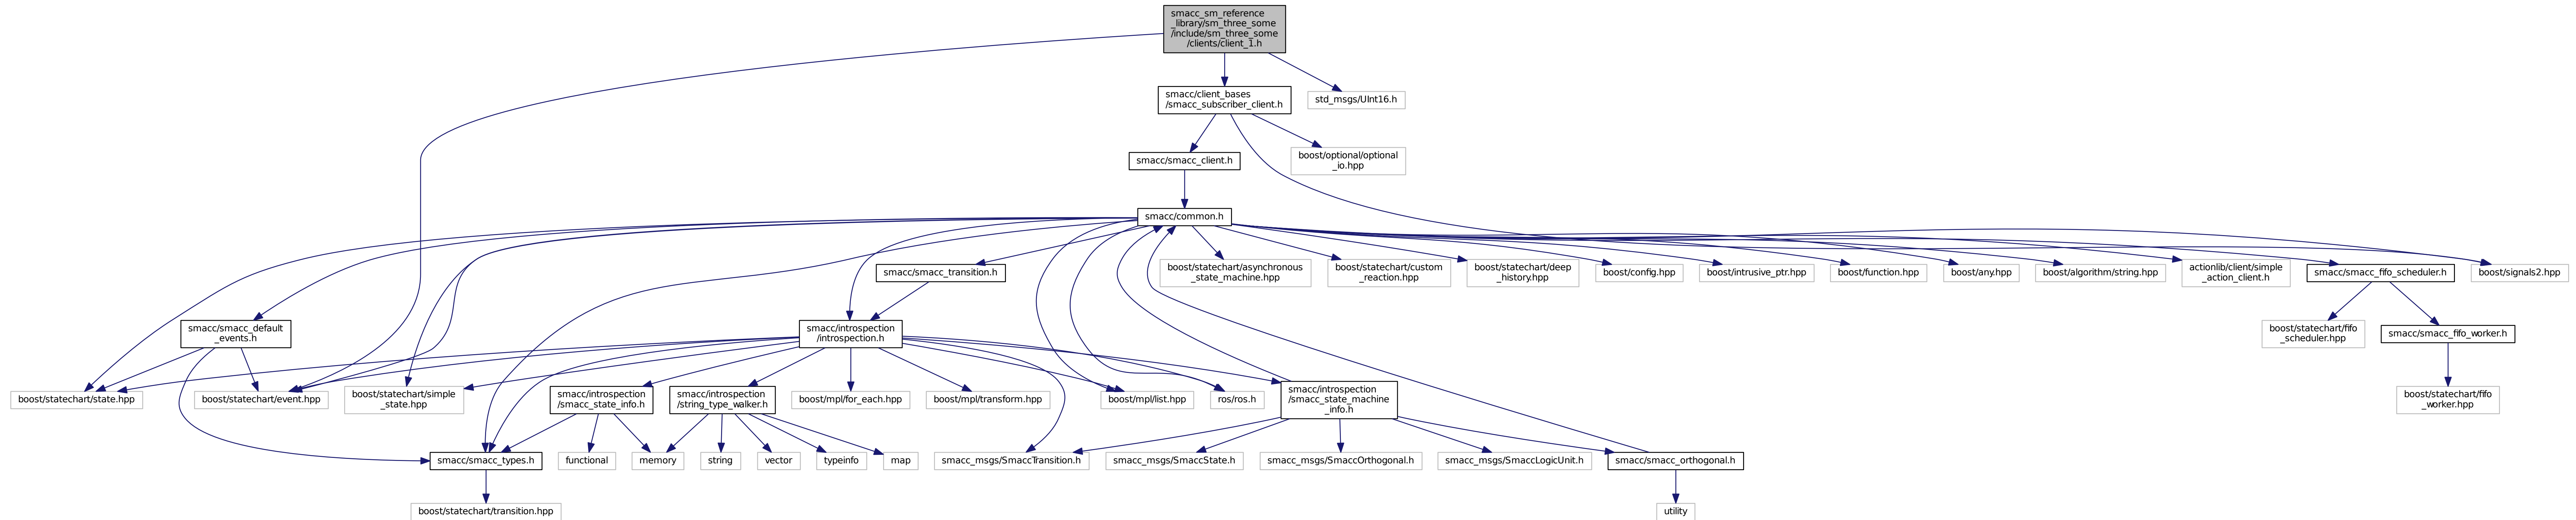 smacc_sm_reference
_library/sm_three_some
/include/sm_three_some
/clients/client_1.h
smacc/client_bases
/smacc_subscriber_client.h
std_msgs/UInt16.h
smacc/smacc_client.h
boost/optional/optional
_io.hpp
smacc/common.h
smacc/smacc_transition.h
boost/statechart/asynchronous
_state_machine.hpp
boost/statechart/custom
_reaction.hpp
boost/statechart/deep
_history.hpp
boost/config.hpp
boost/intrusive_ptr.hpp
boost/function.hpp
boost/any.hpp
boost/algorithm/string.hpp
actionlib/client/simple
_action_client.h
smacc/smacc_fifo_scheduler.h
boost/signals2.hpp
smacc/smacc_default
_events.h
smacc/introspection
/introspection.h
boost/statechart/fifo
_scheduler.hpp
smacc/smacc_fifo_worker.h
boost/statechart/state.hpp
boost/statechart/event.hpp
boost/statechart/simple
_state.hpp
smacc/introspection
/smacc_state_info.h
smacc/introspection
/string_type_walker.h
boost/mpl/for_each.hpp
boost/mpl/transform.hpp
boost/mpl/list.hpp
ros/ros.h
smacc/introspection
/smacc_state_machine
_info.h
boost/statechart/fifo
_worker.hpp
smacc/smacc_types.h
functional
memory
string
vector
typeinfo
map
smacc_msgs/SmaccTransition.h
smacc_msgs/SmaccState.h
smacc_msgs/SmaccOrthogonal.h
smacc_msgs/SmaccLogicUnit.h
smacc/smacc_orthogonal.h
boost/statechart/transition.hpp
utility